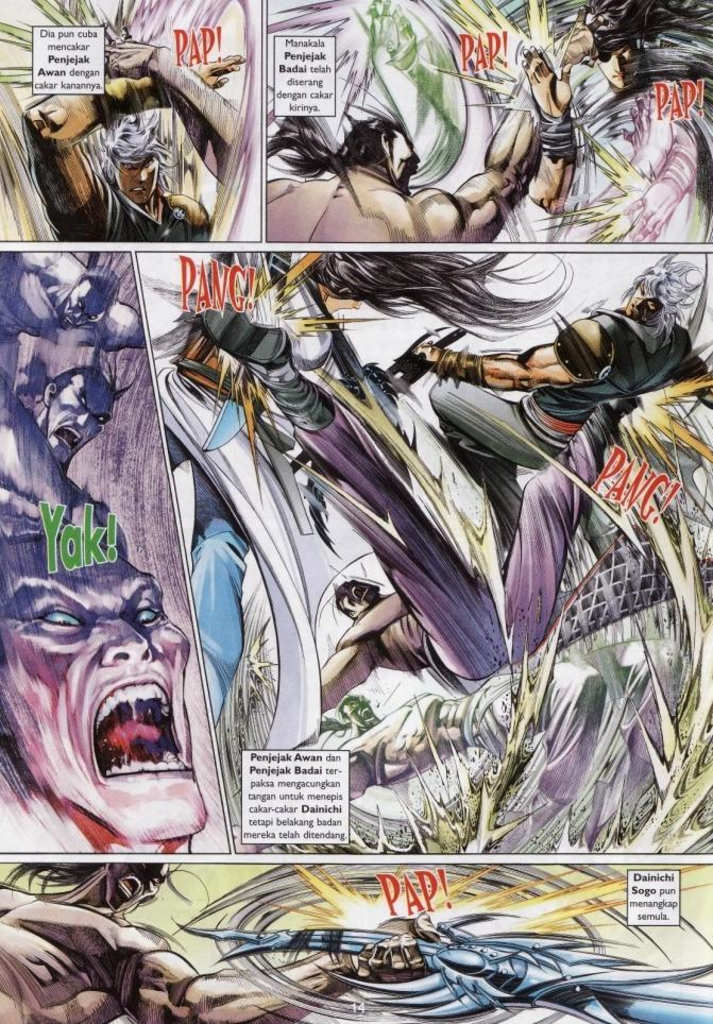 Dia pun cuba
mencakar
Penjejak
Awan dengan
cakar kanannya.
PAP!
Manakala
Penjejak
Badai telah
diserang
dengan cakar
kirinya.
PAP!
PAP!
Yak!
PANG!
PANG!
Penjejak Awan dan
Penjejak Badai ter-
paksa mengacungkan
tangan untuk menepis
cakar-cakar Dainichi
tetapi belakang badan
mereka telah ditendang.
PAP!
Dainichi
Sogo pun
menangkap
semula.
14